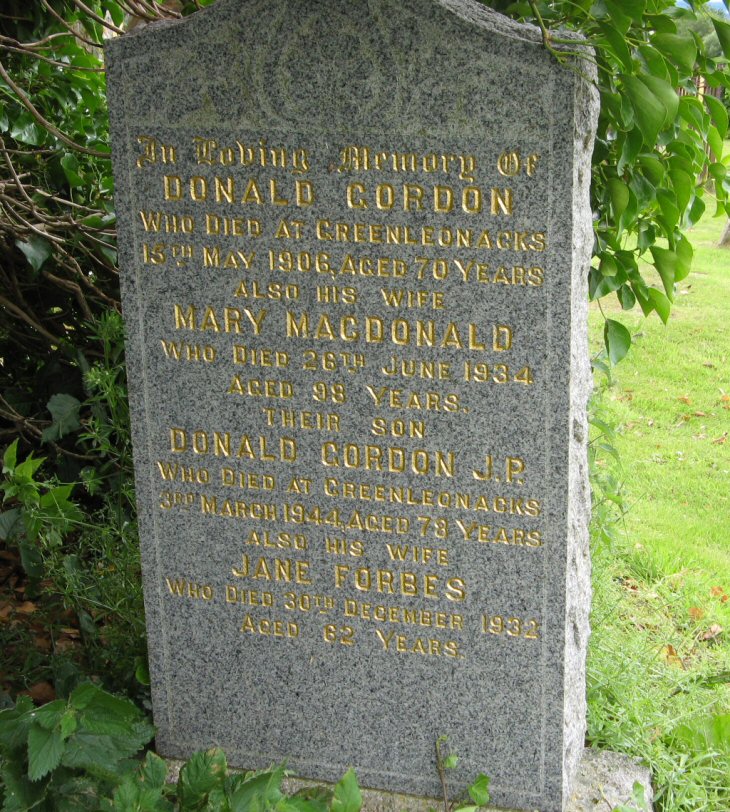 In Loving Memory Of
DONALD GORDON
WHO DIED AT GREENLEONACKS
15TH MAY 1906, AGED 70 YEARS
ALSO HIS WIFE
MARY MACDONALD
WHO DIED 26TH JUNE 1934
AGED 98 YEARS.
THEIR SON
DONALD GORDON J.P.
WHO DIED AT GREENLEONACKS
3RD MARCH 1944, AGED 78 YEARS
ALSO HIS WIFE
JANE FORBES
WHO DIED 30TH DECEMBER 1932
AGED 62 YEARS.